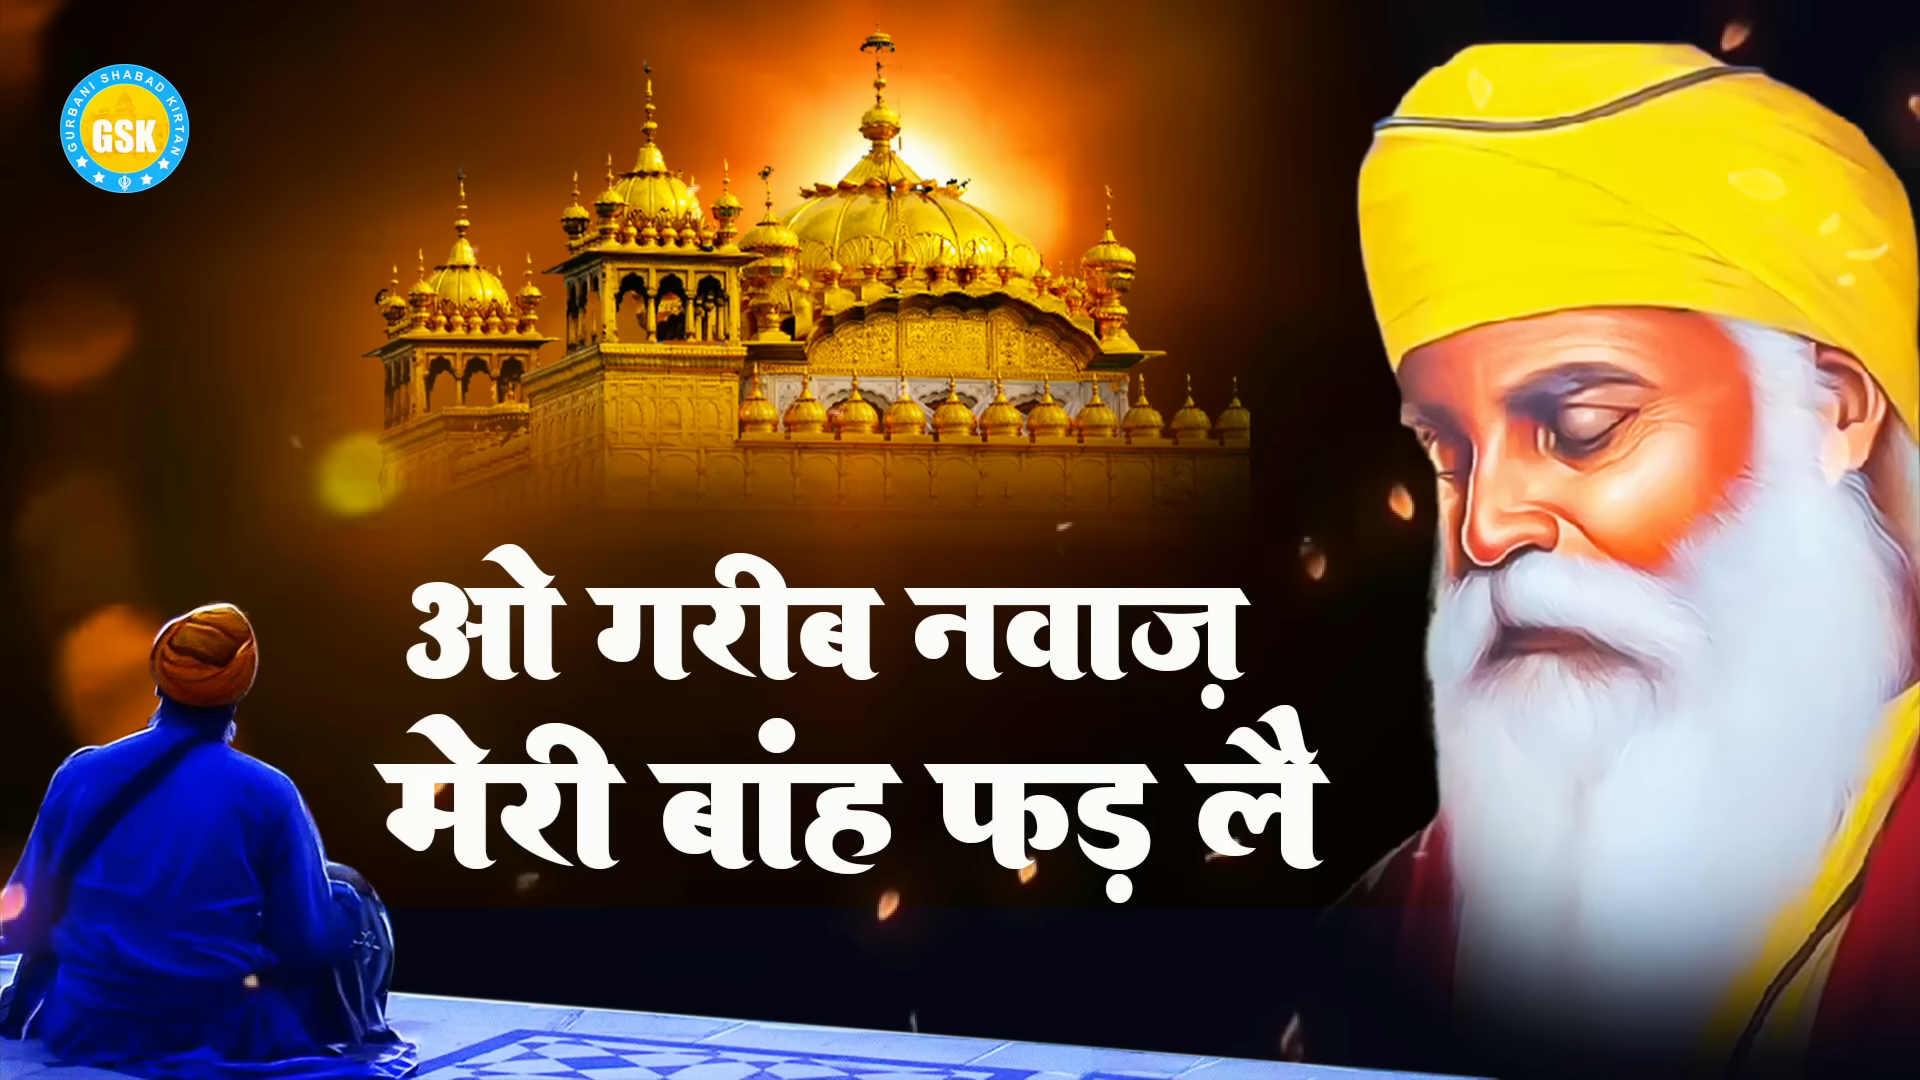 GURBANI SHABAD KIRTAN
GSK
ओ गरीब नवाज़
मेरी बांह फड़ लै